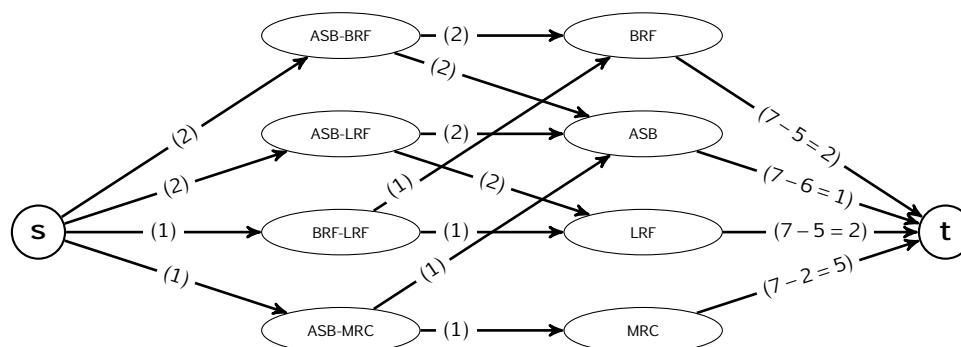 ASB-BRF (2) BRF
(2)
(2)
(7 − 5 = 2)
ASB-LRF (2) ASB
(2)
(2)
(1)
(7 − 6 = 1)
s (1) BRF-LRF (1) LRF (7 − 5 = 2) t
(1)
(1)
(7 − 2 = 5)
ASB-MRC (1) MRC